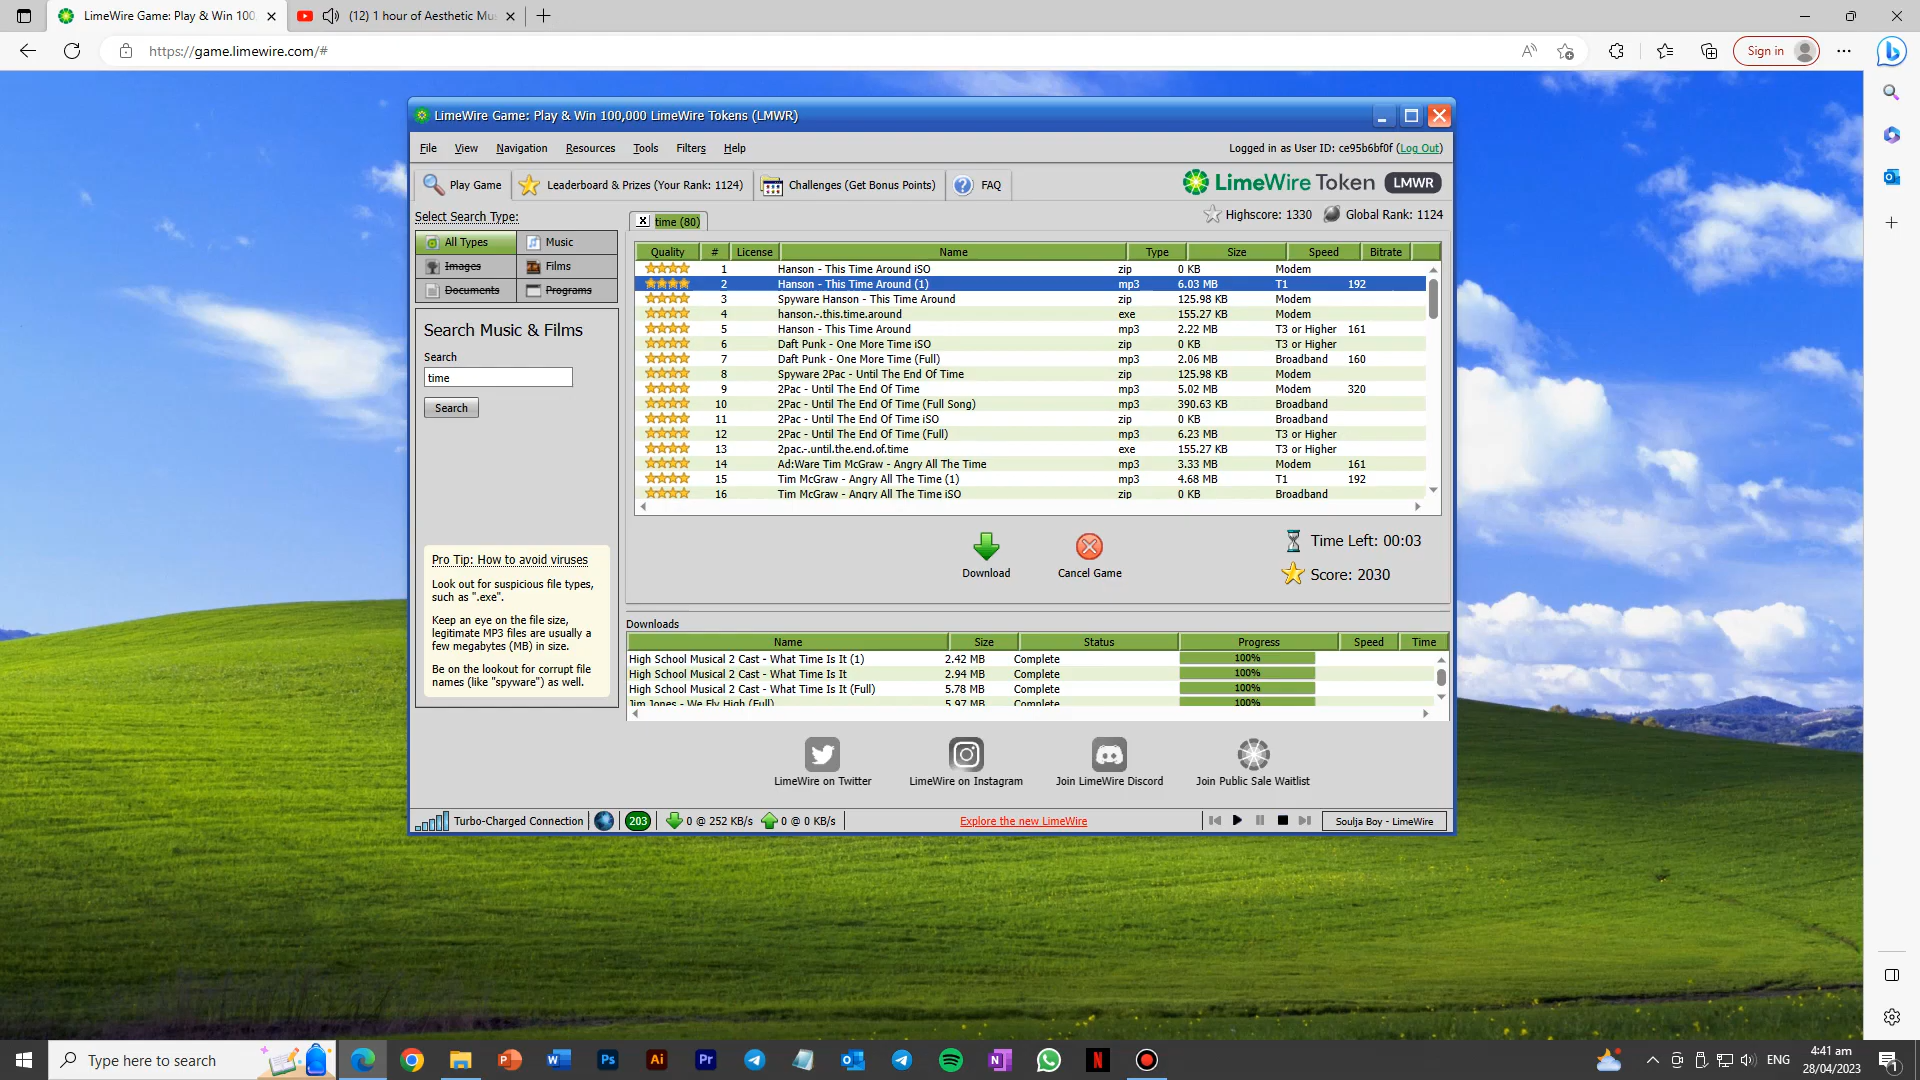 LimeWire Game: Play & Win 100,
(12) 1 hour of Aesthetic Mu
https://game.limewire.com/#
Sign in
LimeWire Game: Play & Win 100,000 LimeWire Tokens (LMWR)
File View Navigation Resources Tools Filters Help
Logged in as User ID: ce95b6bf0f (Log Out)
Play Game
Leaderboard & Prizes (Your Rank: 1124)
Challenges (Get Bonus Points)
FAQ
LimeWire Token LMWR
Select Search Type:
All Types
Music
Images
Films
Documents
Programs
Search Music & Films
Search
time
Search
Pro Tip: How to avoid viruses
Look out for suspicious file types,
such as ".exe".
Keep an eye on the file size,
legitimate MP3 files are usually a
few megabytes (MB) in size.
Be on the lookout for corrupt file
names (like "spyware") as well.
X time (80)
Highscore: 1330 Global Rank: 1124
Quality # License Name Type Size Speed Bitrate
1 Hanson - This Time Around iSO zip 0 KB Modem
2 Hanson - This Time Around (1) mp3 6.03 MB T1 192
3 Spyware Hanson - This Time Around zip 125.98 KB Modem
4 hanson.-.this.time.around exe 155.27 KB Modem
5 Hanson - This Time Around mp3 2.22 MB T3 or Higher 161
6 Daft Punk - One More Time iSO zip 0 KB T3 or Higher
7 Daft Punk - One More Time (Full) mp3 2.06 MB Broadband 160
8 Spyware 2Pac - Until The End Of Time zip 125.98 KB Modem
9 2Pac - Until The End Of Time mp3 5.02 MB Modem 320
10 2Pac - Until The End Of Time (Full Song) mp3 390.63 KB Broadband
11 2Pac - Until The End Of Time iSO zip 0 KB Broadband
12 2Pac - Until The End Of Time (Full) mp3 6.23 MB T3 or Higher
13 2pac.-.until.the.end.of.time exe 155.27 KB T3 or Higher
14 Ad:Ware Tim McGraw - Angry All The Time mp3 3.33 MB Modem 161
15 Tim McGraw - Angry All The Time (1) mp3 4.68 MB T1 192
16 Tim McGraw - Angry All The Time iSO zip 0 KB Broadband
Download
Cancel Game
Time Left: 00:03
Score: 2030
Downloads
Name Size Status Progress Speed Time
High School Musical 2 Cast - What Time Is It (1) 2.42 MB Complete 100%
High School Musical 2 Cast - What Time Is It 2.94 MB Complete 100%
High School Musical 2 Cast - What Time Is It (Full) 5.78 MB Complete 100%
Jim Jones - We Fly High (Full) 5.97 MB Complete 100%
LimeWire on Twitter
LimeWire on Instagram
Join LimeWire Discord
Join Public Sale Waitlist
Turbo-Charged Connection
203
0 @ 252 KB/s
0 @ 0 KB/s
Explore the new LimeWire
Soulja Boy - LimeWire
Type here to search
Ps
Ai
Pr
ENG
4:41 am
28/04/2023
1